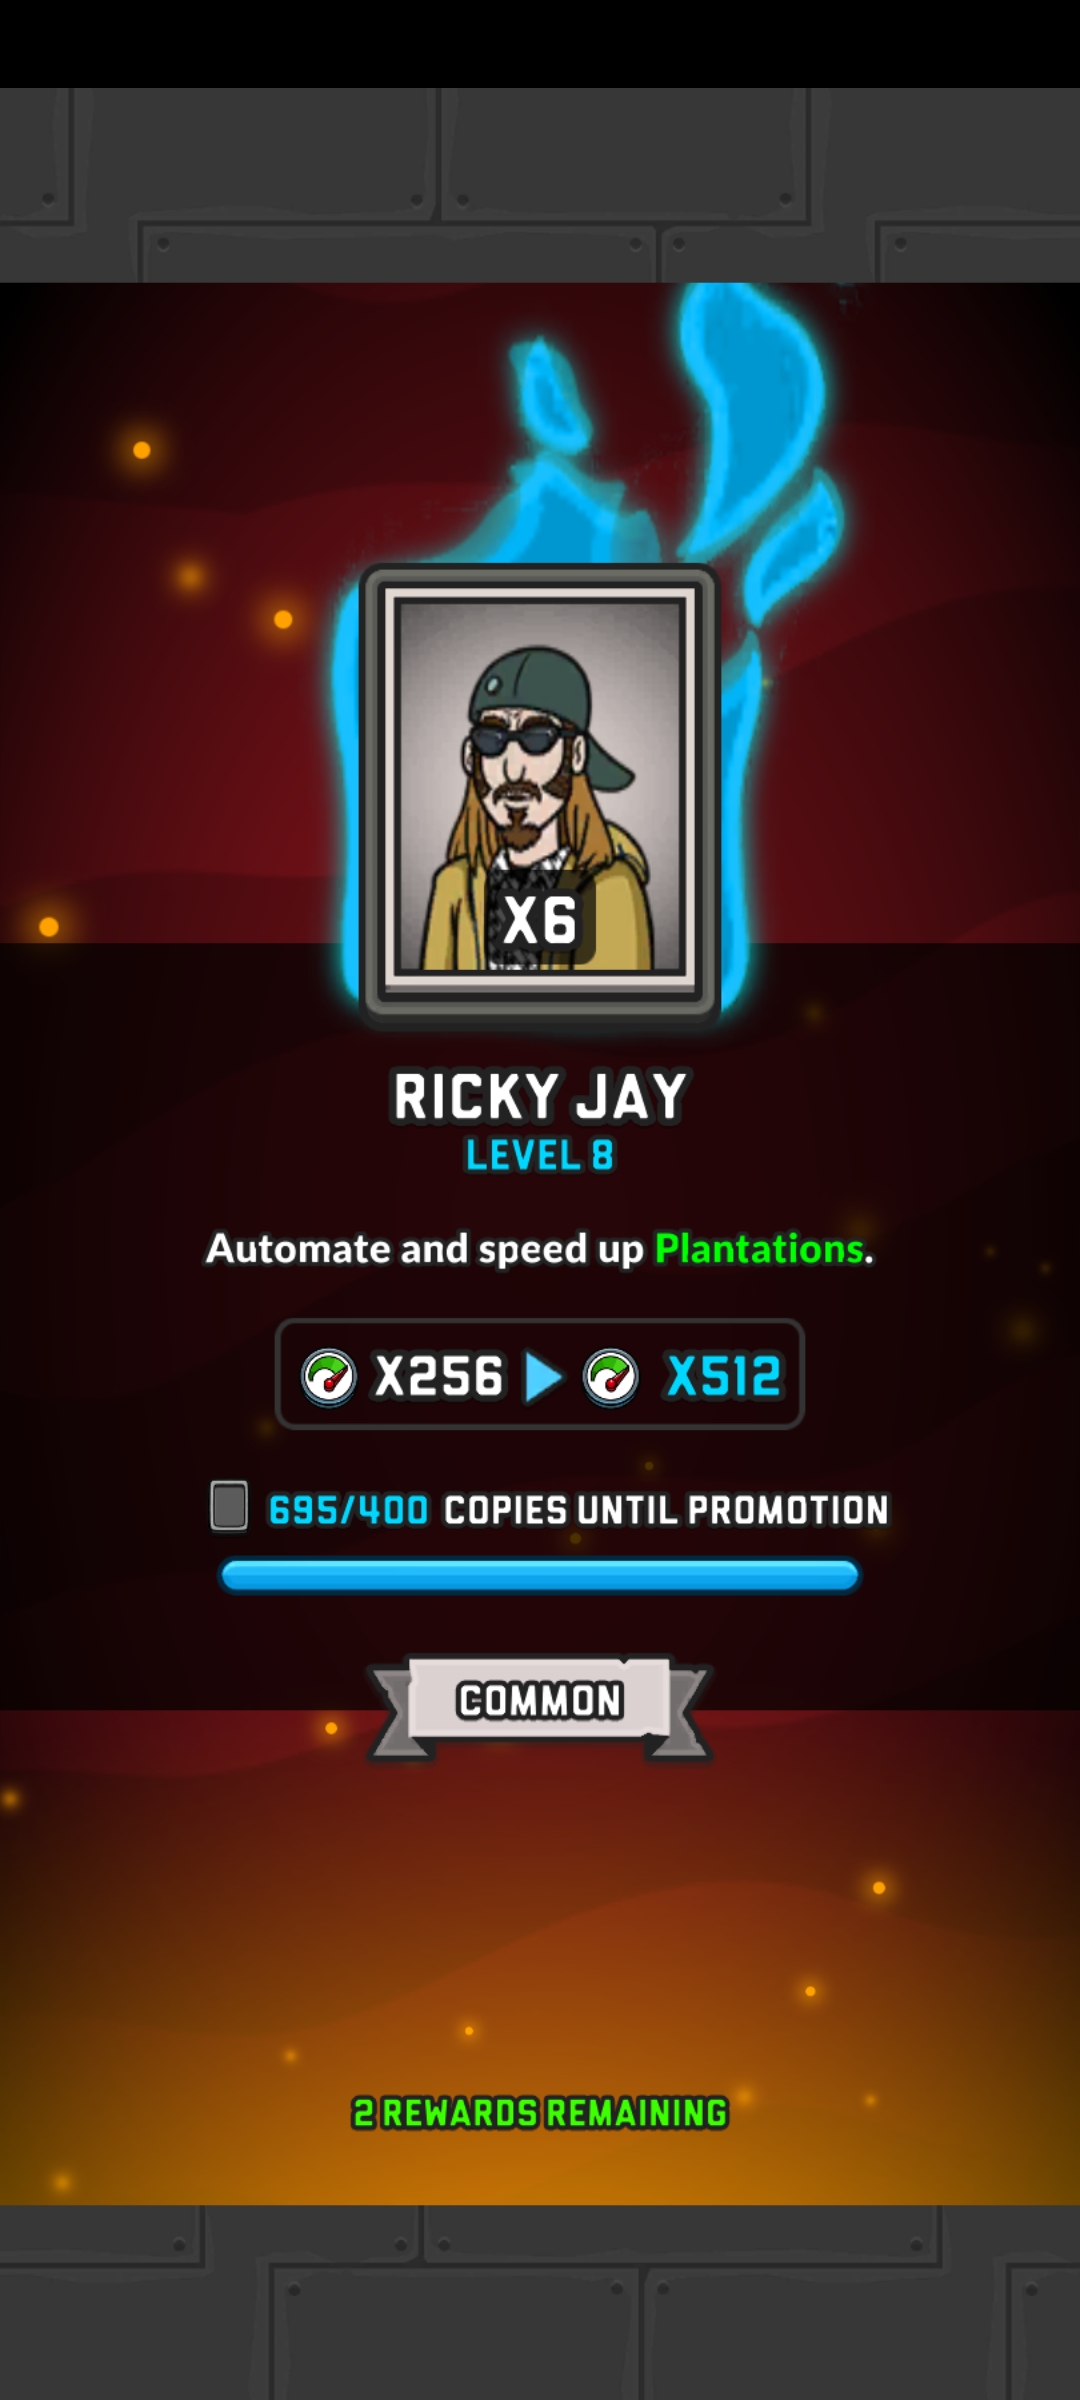 X6
RICKY JAY
LEVEL 8
Automate and speed up Plantations.
X256 X512
695/400 COPIES UNTIL PROMOTION
COMMON
2 REWARDS REMAINING